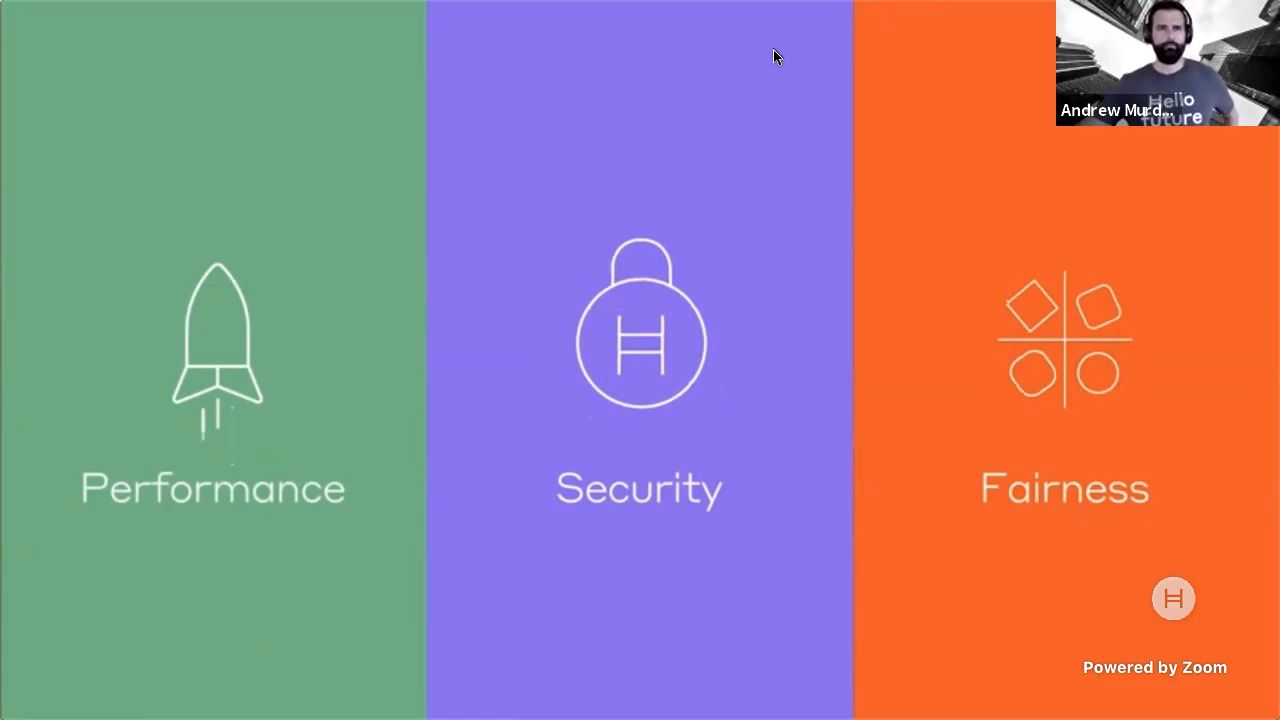 Hello
future
Andrew Murd...
H
Performance
Security
Fairness
H
Powered by Zoom